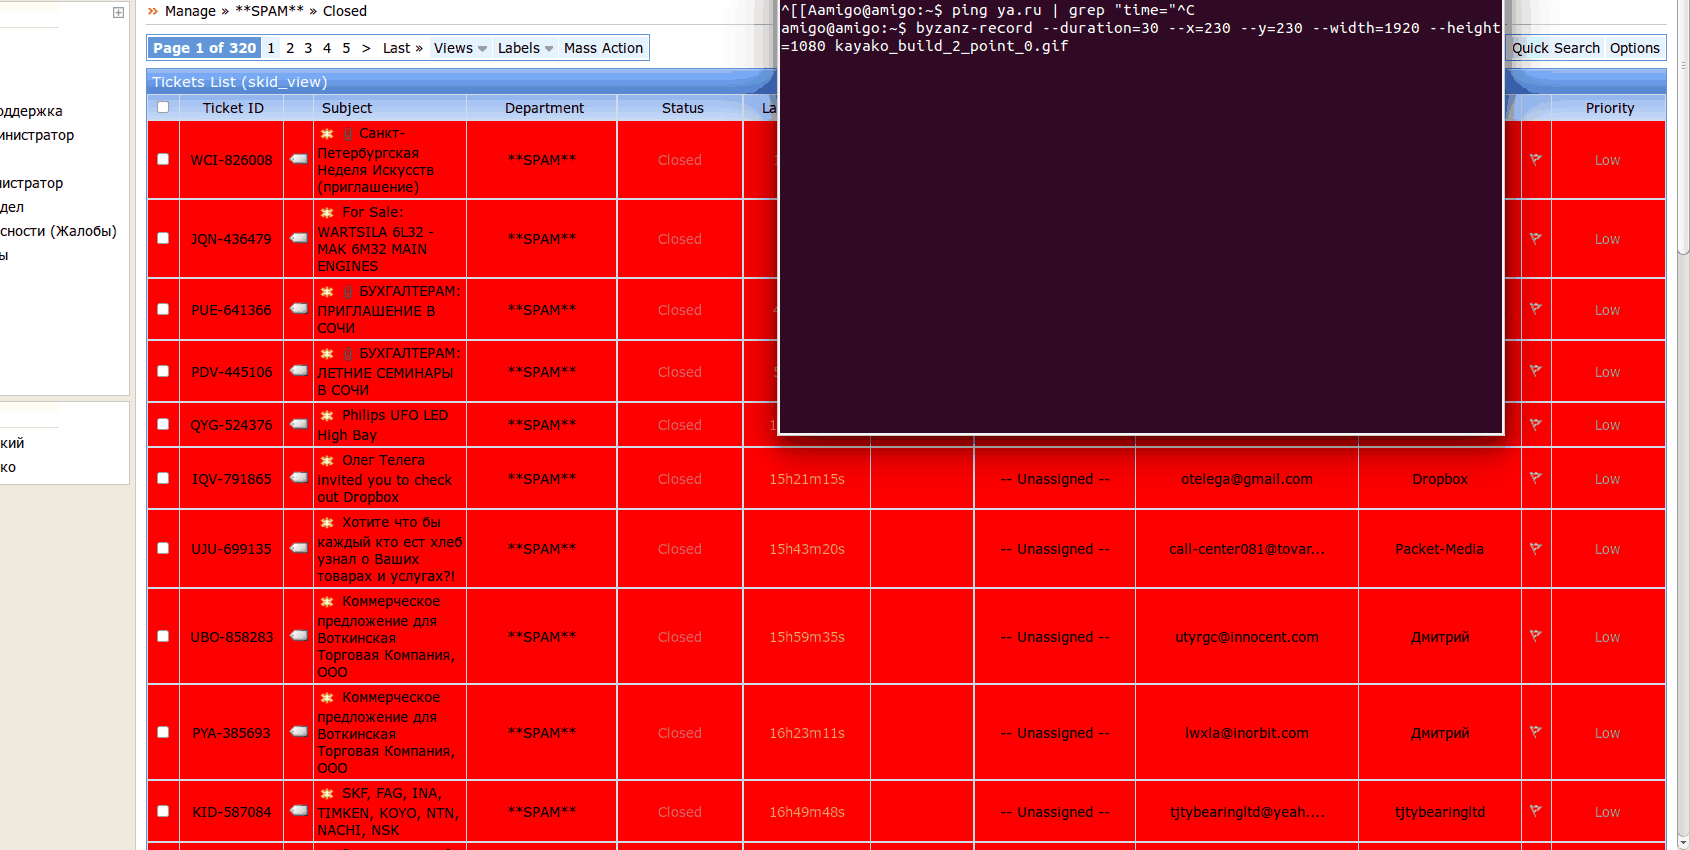 » Manage » **SPAM** » Closed
^[[Aamigo@amigo:~$ ping ya.ru | grep "time="^C
amigo@amigo:~$ byzanz-record --duration=30 --x=230 --y=230 --width=1920 --height
=1080 kayako_build_2_point_0.gif
Page 1 of 320 1 2 3 4 5 > Last » Views Labels Mass Action
Quick Search Options
Tickets List (skid_view)
Ticket ID Subject Department Status La Priority
оддержка
инистратор
нистратор
дел
сности (Жалобы)
ы
кий
ко
WCI-826008 **SPAM** Closed 1 Low
Санкт-
Петербургская
Неделя Искусств
(приглашение)
JQN-436479 **SPAM** Closed Low
For Sale:
WARTSILA 6L32 -
MAK 6M32 MAIN
ENGINES
PUE-641366 **SPAM** Closed 4 Low
БУХГАЛТЕРАМ:
ПРИГЛАШЕНИЕ В
СОЧИ
PDV-445106 **SPAM** Closed 5 Low
БУХГАЛТЕРАМ:
ЛЕТНИЕ СЕМИНАРЫ
В СОЧИ
QYG-524376 **SPAM** Closed 1 Low
Philips UFO LED
High Bay
IQV-791865 **SPAM** Closed 15h21m15s -- Unassigned -- otelega@gmail.com Dropbox Low
Олег Телега
invited you to check
out Dropbox
UJU-699135 **SPAM** Closed 15h43m20s -- Unassigned -- call-center081@tovar... Packet-Media Low
Хотите что бы
каждый кто ест хлеб
узнал о Ваших
товарах и услугах?!
UBO-858283 **SPAM** Closed 15h59m35s -- Unassigned -- utyrgc@innocent.com Дмитрий Low
Коммерческое
предложение для
Воткинская
Торговая Компания,
ООО
PYA-385693 **SPAM** Closed 16h23m11s -- Unassigned -- lwxla@inorbit.com Дмитрий Low
Коммерческое
предложение для
Воткинская
Торговая Компания,
ООО
KID-587084 **SPAM** Closed 16h49m48s -- Unassigned -- tjtybearingltd@yeah.... tjtybearingltd Low
SKF, FAG, INA,
TIMKEN, KOYO, NTN,
NACHI, NSK